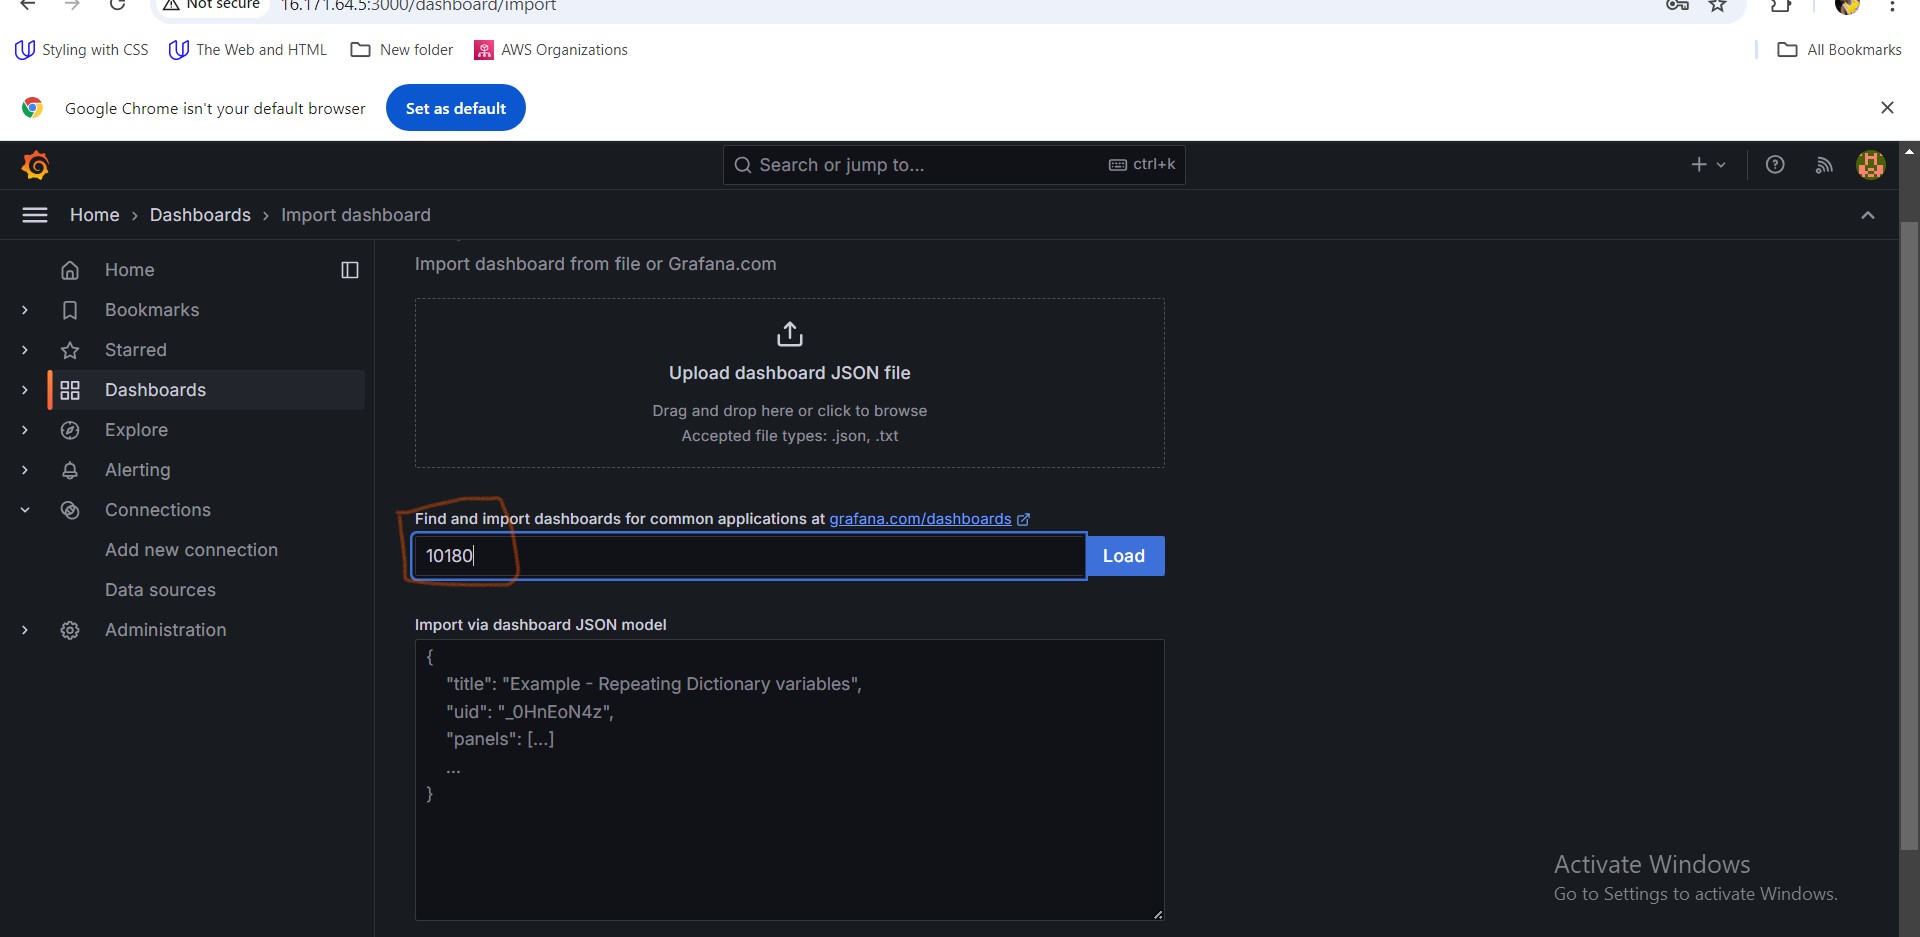 Not secure 16.171.64.5:3000/dashboard/import
Styling with CSS The Web and HTML New folder AWS Organizations All Bookmarks
Google Chrome isn't your default browser Set as default
Search or jump to... ctrl+k
Home › Dashboards › Import dashboard
Home
Bookmarks
Starred
Dashboards
Explore
Alerting
Connections
Add new connection
Data sources
Administration
Import dashboard from file or Grafana.com
Upload dashboard JSON file
Drag and drop here or click to browse
Accepted file types: .json, .txt
Find and import dashboards for common applications at grafana.com/dashboards
10180 Load
Import via dashboard JSON model
{
"title": "Example - Repeating Dictionary variables",
"uid": "_0HnEoN4z",
"panels": [...]
...
}
Activate Windows
Go to Settings to activate Windows.